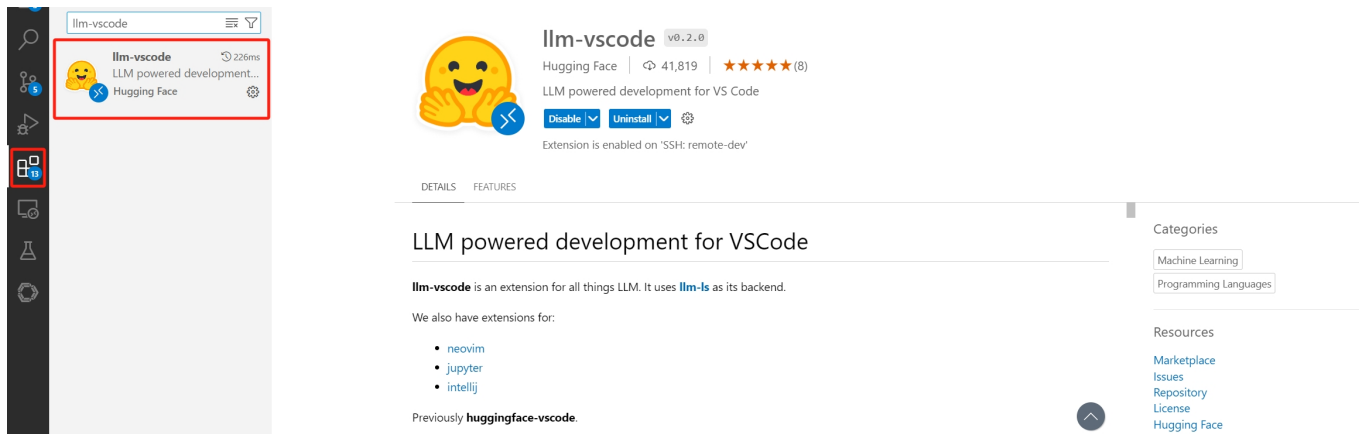 llm-vscode
llm-vscode
226ms
LLM powered development...
Hugging Face
5
13
llm-vscode v0.2.0
Hugging Face 41,819 ★★★★★(8)
LLM powered development for VS Code
Disable Uninstall
Extension is enabled on 'SSH: remote-dev'
DETAILS FEATURES
LLM powered development for VSCode
llm-vscode is an extension for all things LLM. It uses llm-ls as its backend.
We also have extensions for:
• neovim
• jupyter
• intellij
Previously huggingface-vscode.
Categories
Machine Learning
Programming Languages
Resources
Marketplace
Issues
Repository
License
Hugging Face